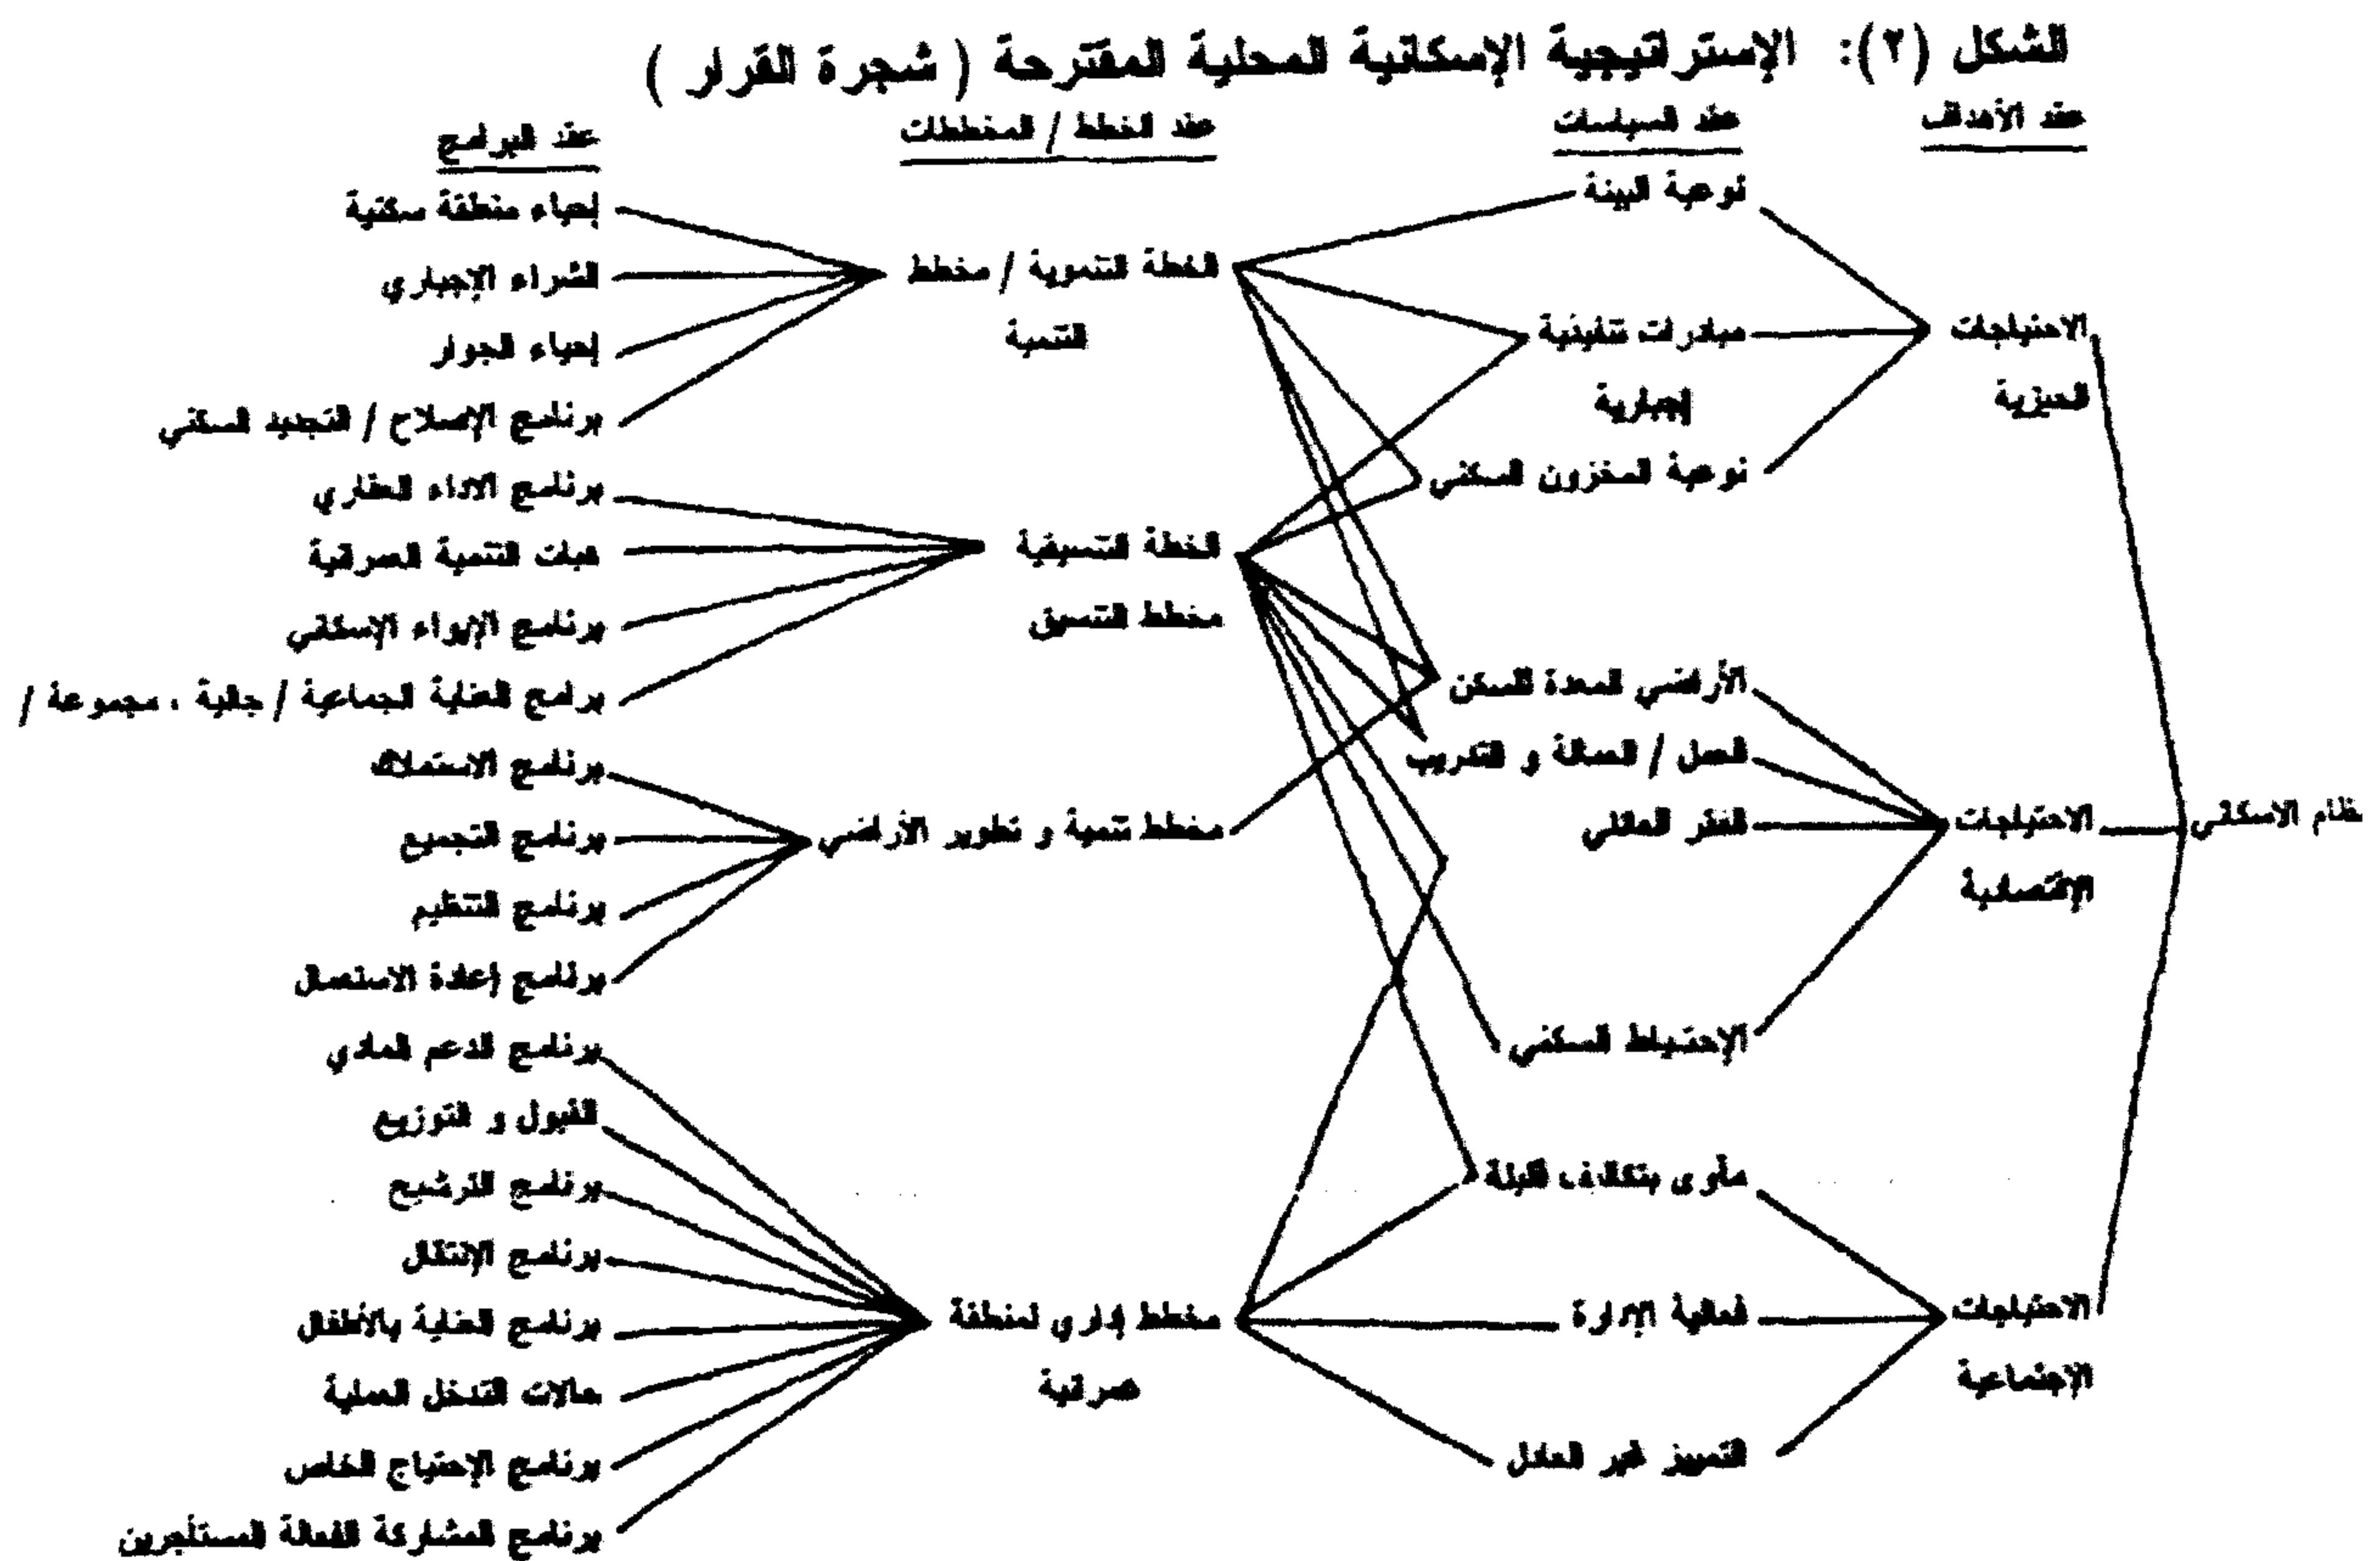 الشكل (٢): الإستراتيجية الإسكانية المحلية المقترحة ( شجرة القرار )
عقد الأهداف
عقد السياسات
عقد الخطط / المخططات
عقد البرامج
نظام الاسكاني
الاحتياجات
الحيزية
الاحتياجات
الإقتصادية
الاحتياجات
الإجتماعية
نوعية البيئة
مبادرات تنفيذية
إجبارية
نوعية المخزون السكني
الأراضي المعدة للسكن
العمل / العمالة و التدريب
الفقر العائلي
الإحتياط السكني
مأوى بتكاليف قليلة
فعالية الإدارة
التمييز غير العادل
الخطة التنموية / مخطط
التنمية
الخطة التنسيقية
مخطط التنسيق
مخطط تنمية و تطوير الأراضي
مخطط إداري لمنطقة
عمرانية
إحياء منطقة سكنية
الشراء الإجباري
إحياء الجوار
برنامج الإصلاح / التجديد السكني
برنامج الاداء العقاري
هبات التنمية العمرانية
برنامج الإيواء الإسكاني
برامج العناية الجماعية / جالية ، مجموعة /
برنامج الاستملاك
برنامج التجميع
برنامج التنظيم
برنامج إعادة الاستعمال
برنامج الدعم المادي
القبول و التوزيع
برنامج الترشيح
برنامج الإنتقال
برنامج العناية بالأطفال
حالات التدخل العملية
برنامج الإحتياج الخاص
برنامج المشاركة الفعالة المستأجرين